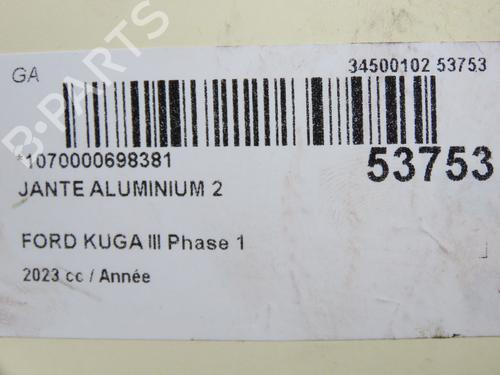 GA
34500102 53753
*1070000698381
53753
JANTE ALUMINIUM 2
FORD KUGA III Phase 1
2023 cc / Année
B-PARTS